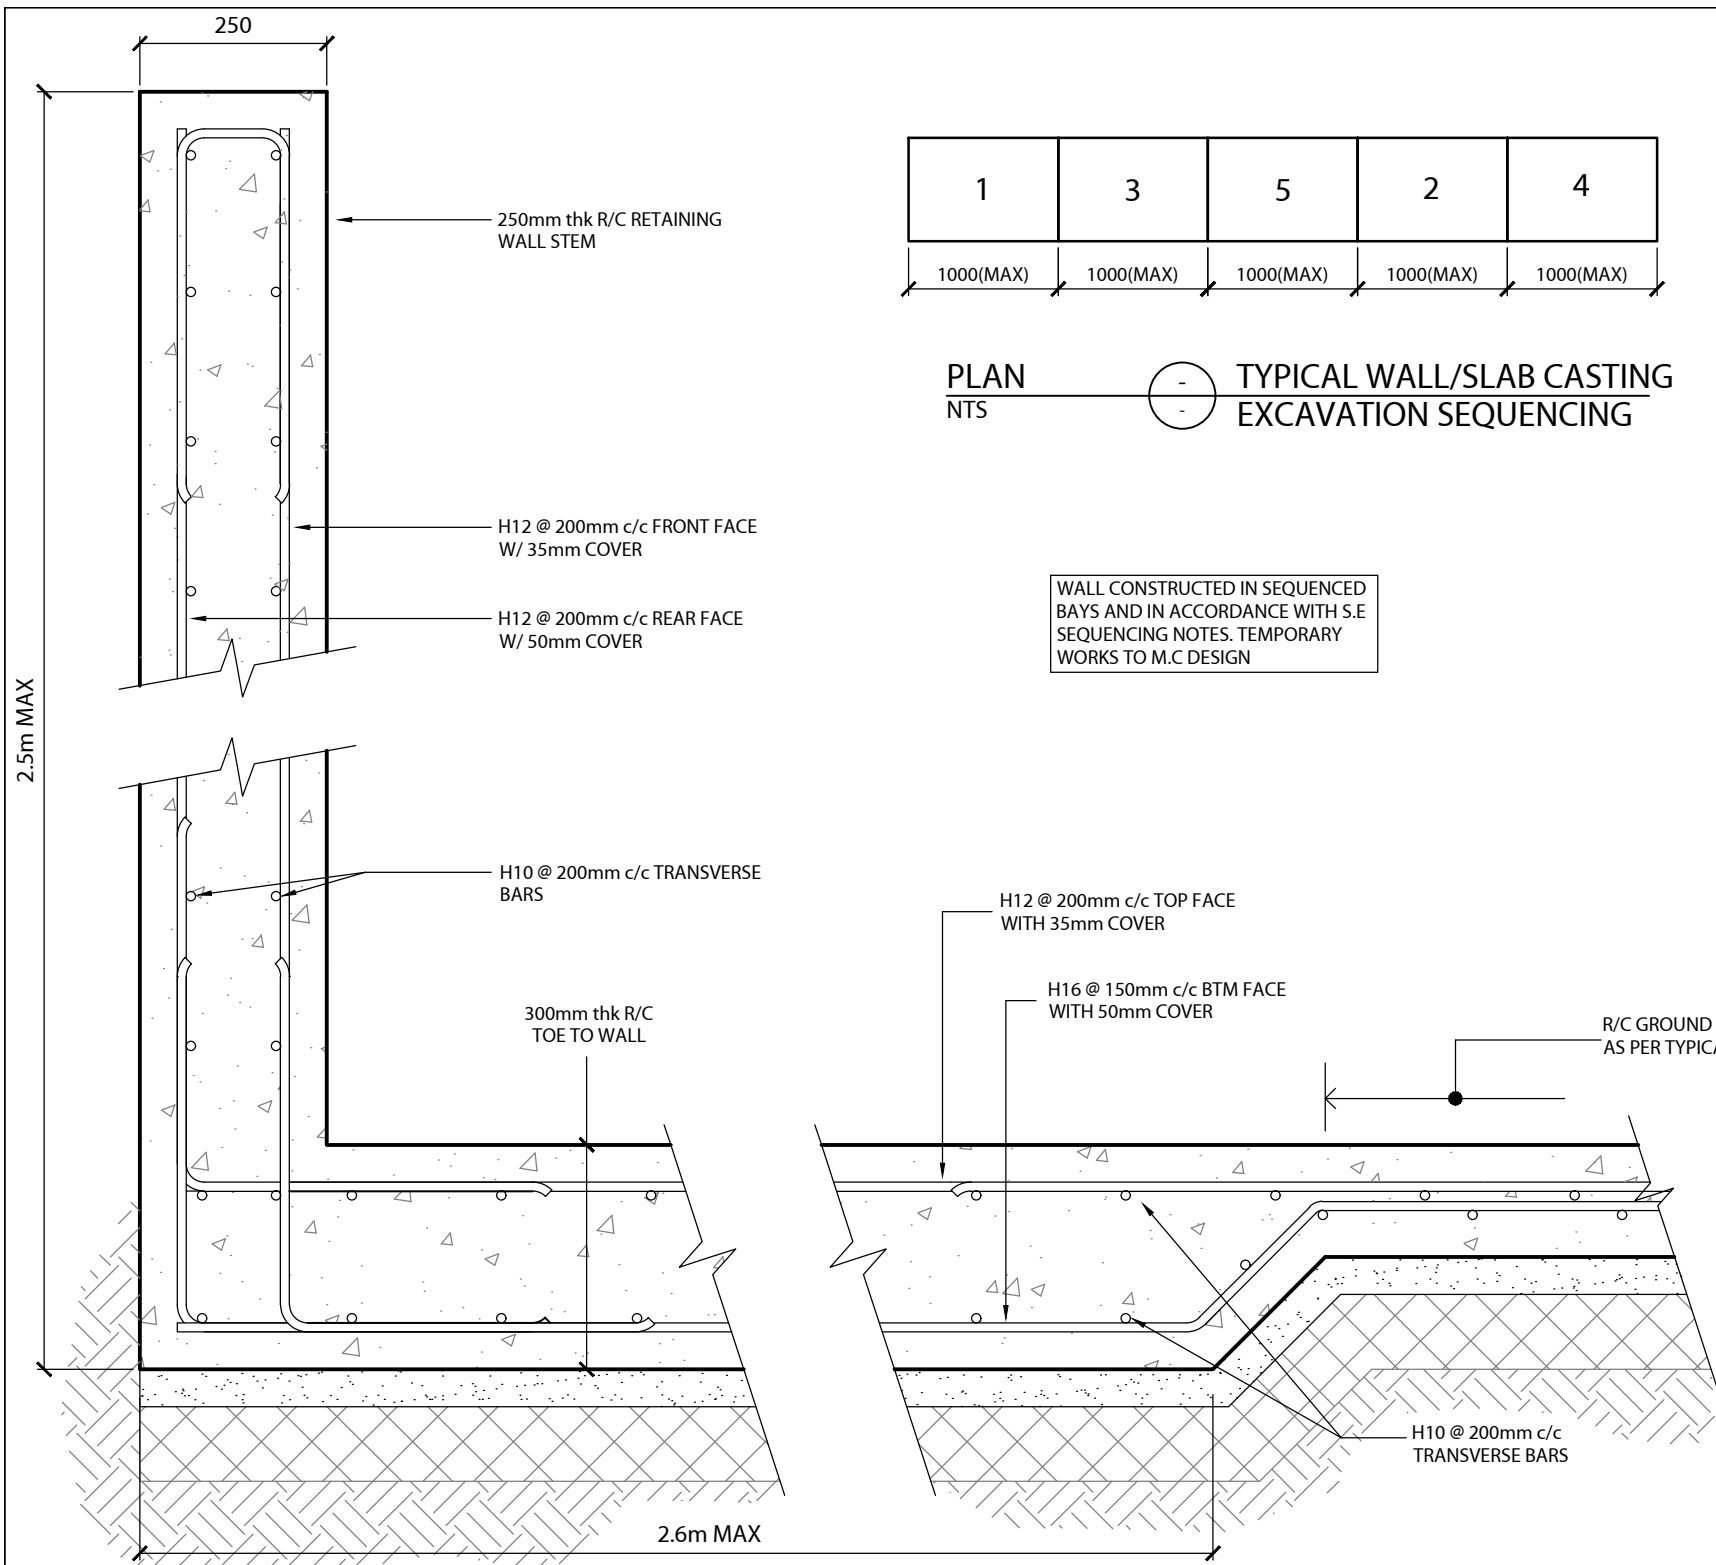 250
250mm thk R/C RETAINING
WALL STEM
1
3
5
2
4
1000(MAX)
1000(MAX)
1000(MAX)
1000(MAX)
1000(MAX)
PLAN
NTS
-
-
TYPICAL WALL/SLAB CASTING
EXCAVATION SEQUENCING
H12 @ 200mm c/c FRONT FACE
W/ 35mm COVER
H12 @ 200mm c/c REAR FACE
W/ 50mm COVER
WALL CONSTRUCTED IN SEQUENCED
BAYS AND IN ACCORDANCE WITH S.E
SEQUENCING NOTES. TEMPORARY
WORKS TO M.C DESIGN
2.5m MAX
H10 @ 200mm c/c TRANSVERSE
BARS
H12 @ 200mm c/c TOP FACE
WITH 35mm COVER
H16 @ 150mm c/c BTM FACE
WITH 50mm COVER
300mm thk R/C
TOE TO WALL
R/C GROUND
AS PER
H10 @ 200mm c/c
TRANSVERSE BARS
2.6m MAX